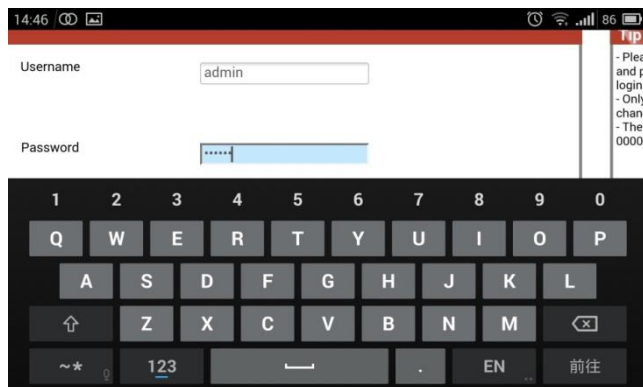 14:46 86
Tip
Username admin
- Plea
and p
login
- Only
chan
- The
0000
Password ••••••
1 2 3 4 5 6 7 8 9 0
Q W E R T Y U I O P
A S D F G H J K L
Z X C V B N M
~* 123 . EN 前往